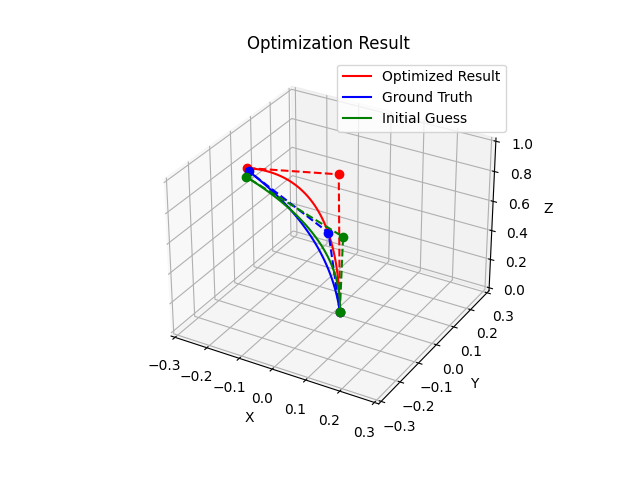 Optimization Result
Optimized Result
Ground Truth
Initial Guess
1.0
0.8
0.6
0.4
0.2
0.0
Z
0.3
0.2
0.1
0.0
−0.1
−0.2
−0.3
Y
−0.3
−0.2
−0.1
0.0
0.1
0.2
0.3
X